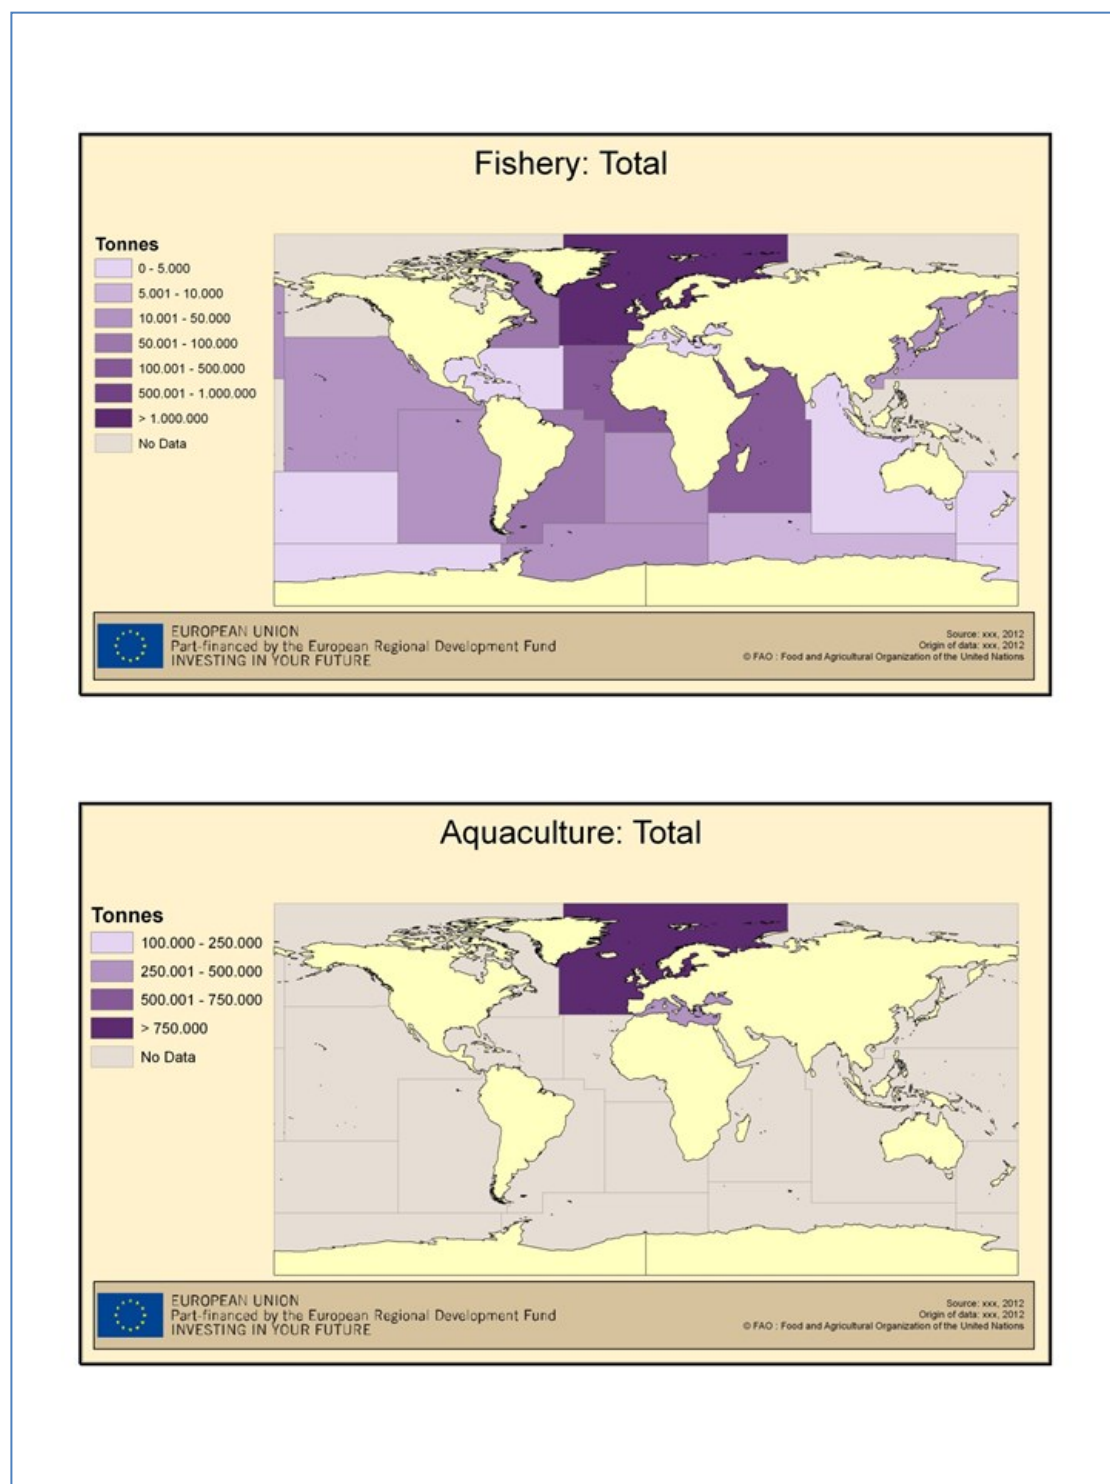 Fishery: Total
Tonnes
0 - 5.000
5.001 - 10.000
10.001 - 50.000
50.001 - 100.000
100.001 - 500.000
500.001 - 1.000.000
> 1.000.000
No Data
EUROPEAN UNION
Part-financed by the European Regional Development Fund
INVESTING IN YOUR FUTURE
Source: xxx, 2012
Origin of data: xxx, 2012
© FAO : Food and Agricultural Organization of the United Nations
Aquaculture: Total
Tonnes
100.000 - 250.000
250.001 - 500.000
500.001 - 750.000
> 750.000
No Data
EUROPEAN UNION
Part-financed by the European Regional Development Fund
INVESTING IN YOUR FUTURE
Source: xxx, 2012
Origin of data: xxx, 2012
© FAO : Food and Agricultural Organization of the United Nations